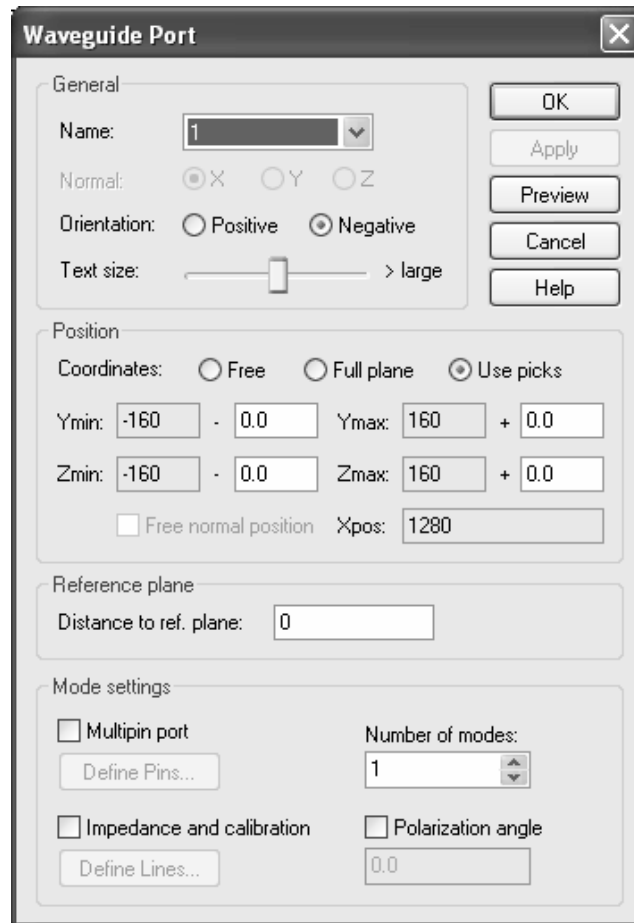 Waveguide Port
General
OK
Name: 1
Apply
Normal: X Y Z
Preview
Orientation: Positive Negative
Cancel
Text size: > large
Help
Position
Coordinates: Free Full plane Use picks
Ymin: -160 - 0.0 Ymax: 160 + 0.0
Zmin: -160 - 0.0 Zmax: 160 + 0.0
Free normal position Xpos: 1280
Reference plane
Distance to ref. plane: 0
Mode settings
Multipin port Number of modes:
Define Pins... 1
Impedance and calibration Polarization angle
Define Lines... 0.0